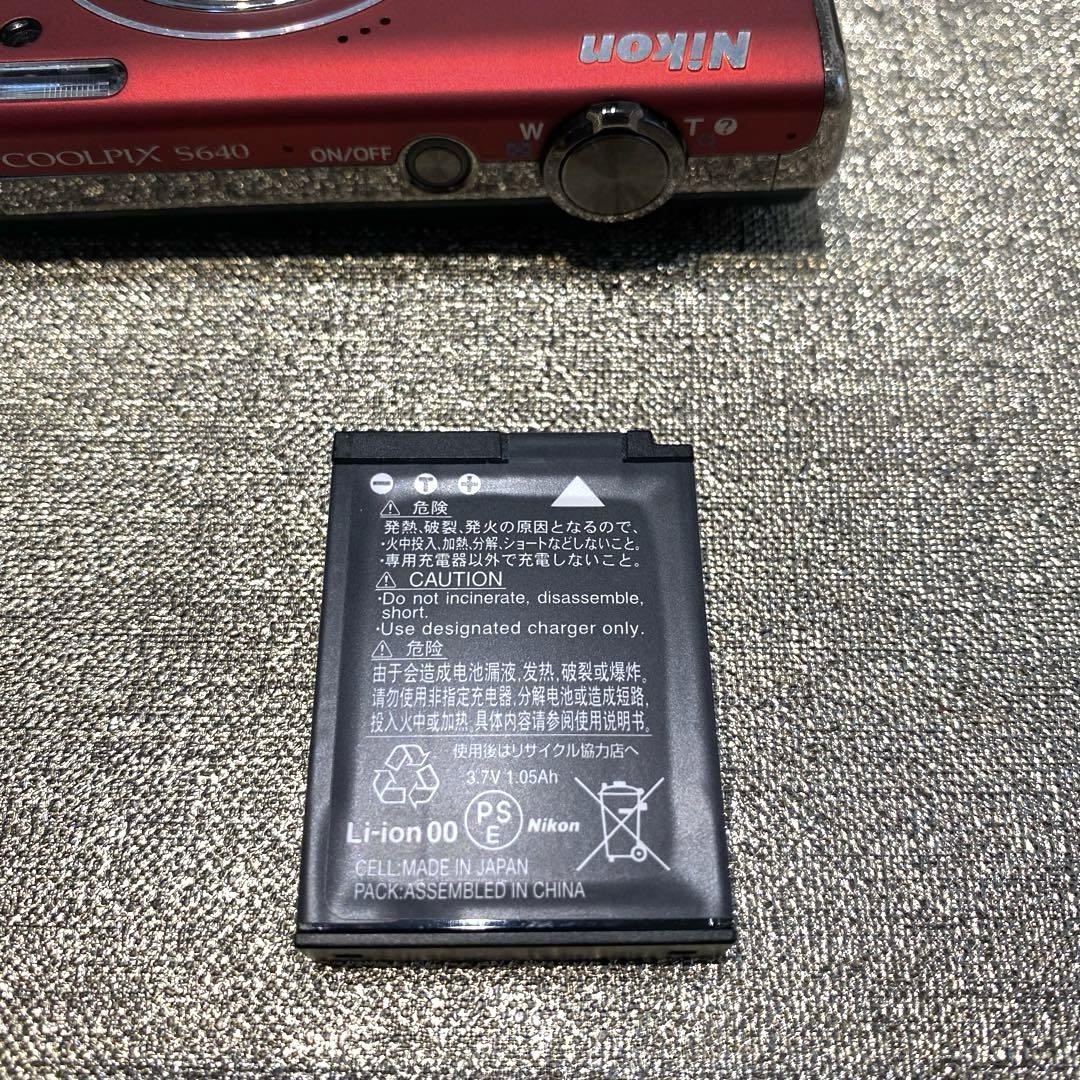 Nikon
W
T ?
COOLPIX S640
ON/OFF
− T +
危険
発熱、破裂、発火の原因となるので、
・火中投入、加熱、分解、ショートなどしないこと。
・専用充電器以外で充電しないこと。
CAUTION
·Do not incinerate, disassemble,
short.
·Use designated charger only.
危险
由于会造成电池漏液,发热,破裂或爆炸。
请勿使用非指定充电器,分解电池或造成短路,
投入火中或加热。具体内容请参阅使用说明书。
使用後はリサイクル協力店へ
3.7V 1.05Ah
Li-ion 00
PS
E
Nikon
CELL:MADE IN JAPAN
PACK:ASSEMBLED IN CHINA